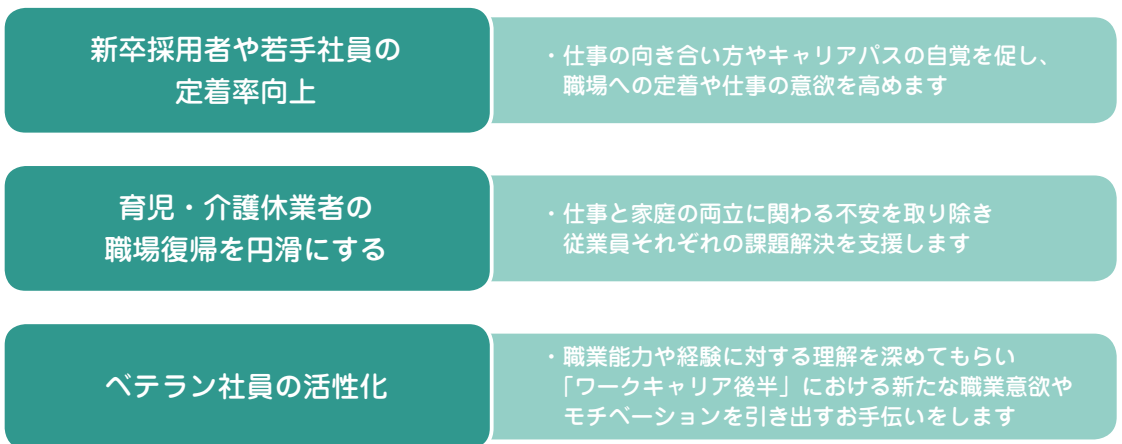 新卒採用者や若手社員の
定着率向上
・仕事の向き合い方やキャリアパスの自覚を促し、
職場への定着や仕事の意欲を高めます
育児・介護休業者の
職場復帰を円滑にする
・仕事と家庭の両立に関わる不安を取り除き
従業員それぞれの課題解決を支援します
ベテラン社員の活性化
・職業能力や経験に対する理解を深めてもらい
「ワークキャリア後半」における新たな職業意欲や
モチベーションを引き出すお手伝いをします